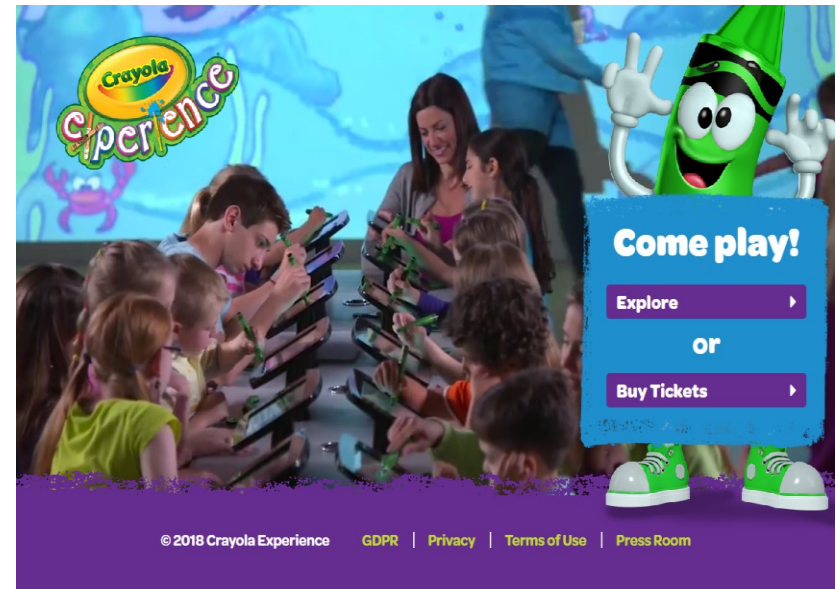 Crayola
experience
Come play!
Explore
or
Buy Tickets
© 2018 Crayola Experience GDPR | Privacy | Terms of Use | Press Room